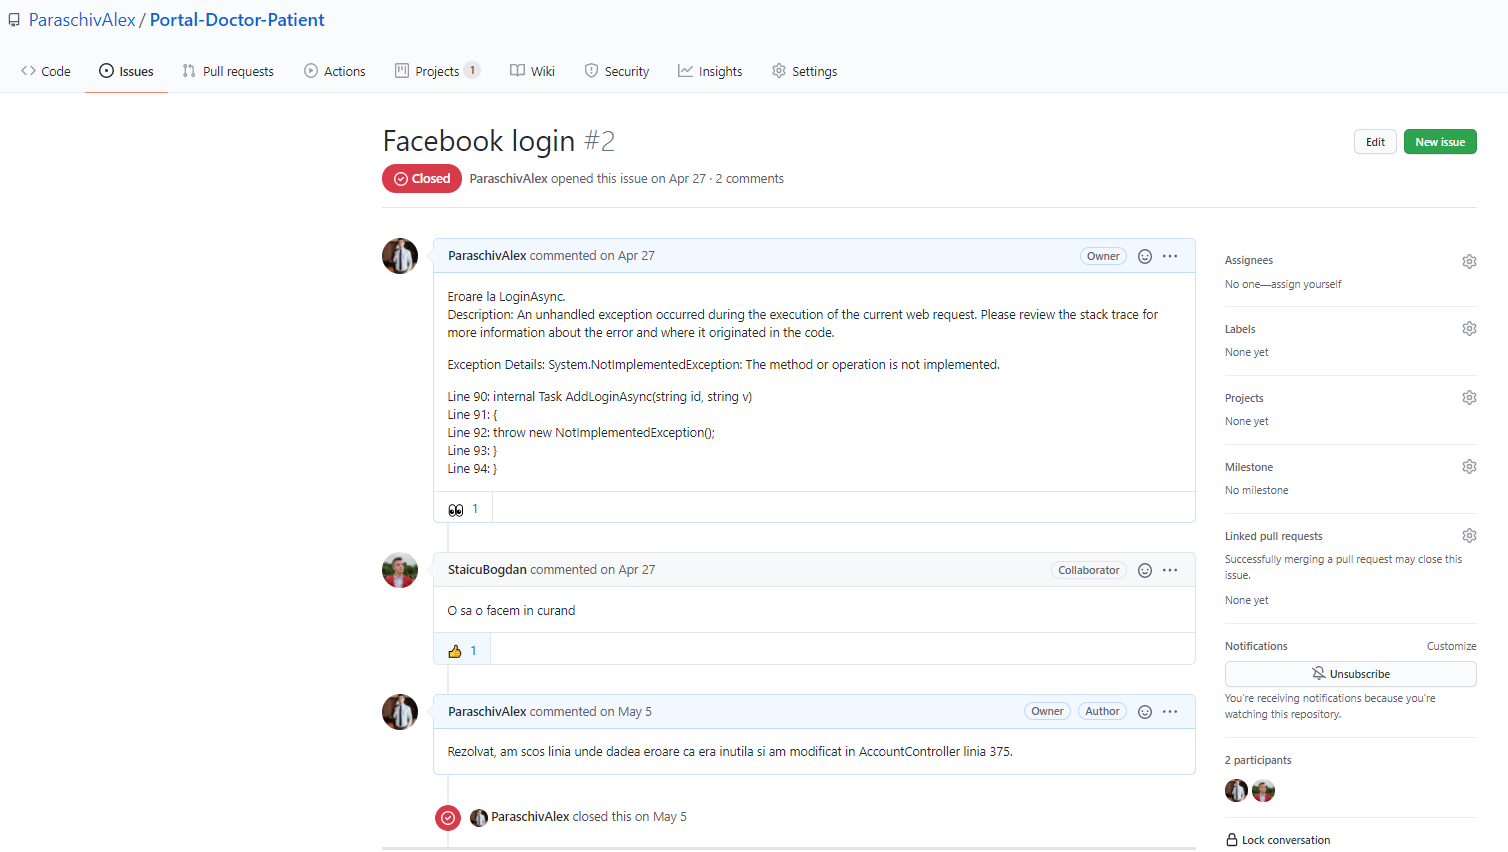 ParaschivAlex / Portal-Doctor-Patient
Code Issues Pull requests Actions Projects 1 Wiki Security Insights Settings
Facebook login #2
Edit New issue
Closed ParaschivAlex opened this issue on Apr 27 · 2 comments
ParaschivAlex commented on Apr 27 Owner
Eroare la LoginAsync.
Description: An unhandled exception occurred during the execution of the current web request. Please review the stack trace for
more information about the error and where it originated in the code.
Exception Details: System.NotImplementedException: The method or operation is not implemented.
Line 90: internal Task AddLoginAsync(string id, string v)
Line 91: {
Line 92: throw new NotImplementedException();
Line 93: }
Line 94: }
1
StaicuBogdan commented on Apr 27 Collaborator
O sa o facem in curand
1
ParaschivAlex commented on May 5 Owner Author
Rezolvat, am scos linia unde dadea eroare ca era inutila si am modificat in AccountController linia 375.
ParaschivAlex closed this on May 5
Assignees
No one—assign yourself
Labels
None yet
Projects
None yet
Milestone
No milestone
Linked pull requests
Successfully merging a pull request may close this
issue.
None yet
Notifications Customize
Unsubscribe
You're receiving notifications because you're
watching this repository.
2 participants
Lock conversation